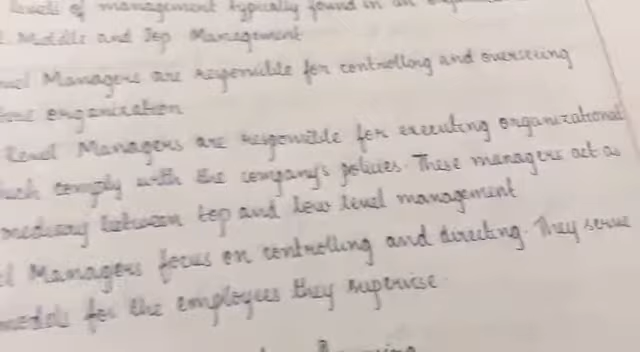 levels of management typically found in an
Middle and Top Management
Managers are responsible for controlling and overseeing
organization
level Managers are responsible for executing organizational
comply with the company's policies. These managers act as
between top and low level management
Managers focus on controlling and directing. They serve
models for the employees they supervise.